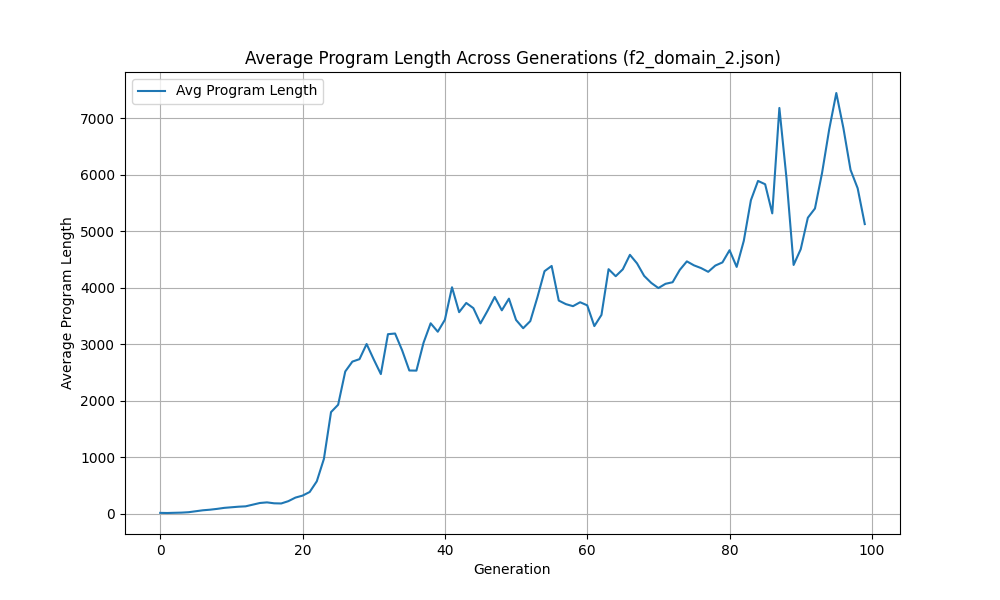 Average Program Length Across Generations (f2_domain_2.json)
Avg Program Length
7000
6000
5000
4000
3000
2000
1000
0
Average Program Length
0 20 40 60 80 100
Generation